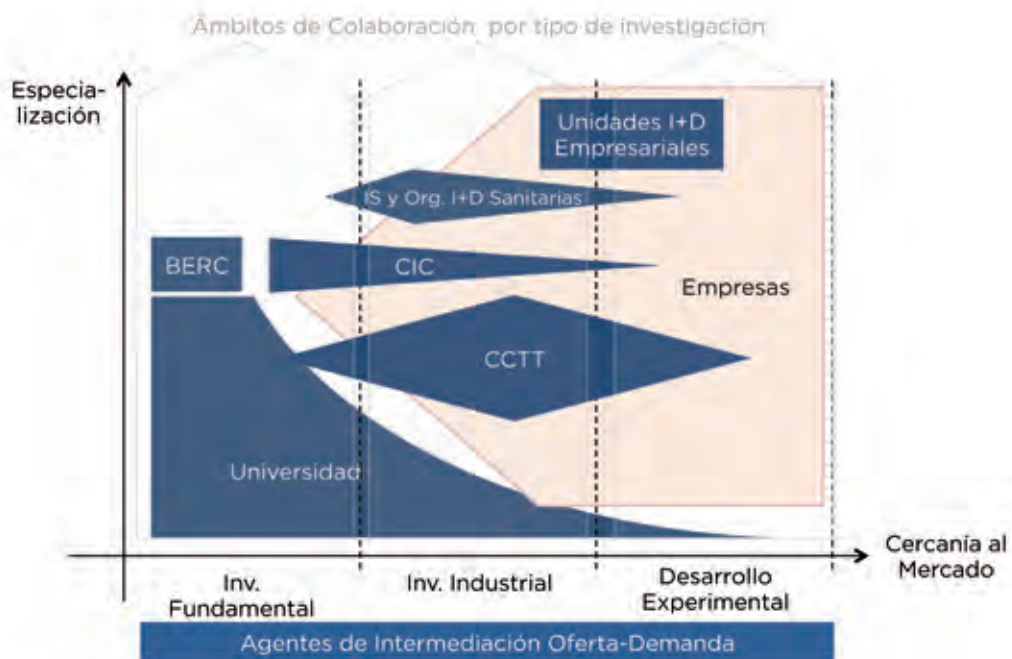 Ámbitos de Colaboración por tipo de investigación
Especia-
lización
Unidades I+D
Empresariales
IS y Org. I+D Sanitarias
BERC
CIC
Empresas
CCTT
Universidad
Cercanía al
Mercado
Inv.
Fundamental
Inv. Industrial
Desarrollo
Experimental
Agentes de Intermediación Oferta-Demanda